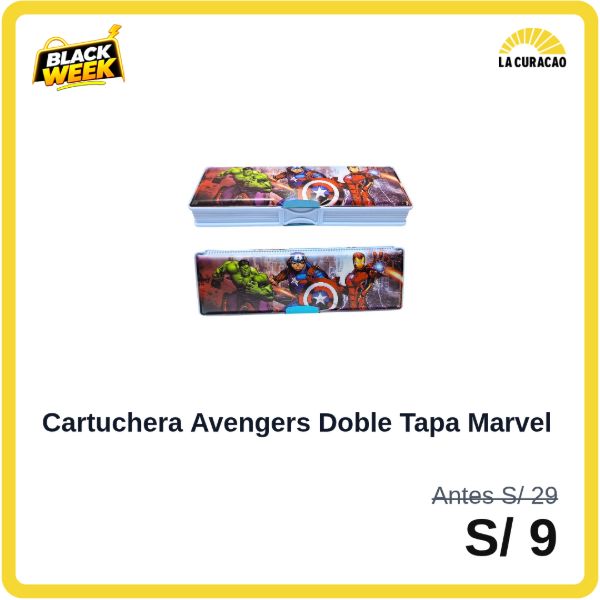 BLACK
WEEK
LA CURACAO
Cartuchera Avengers Doble Tapa Marvel
Antes S/ 29
S/ 9